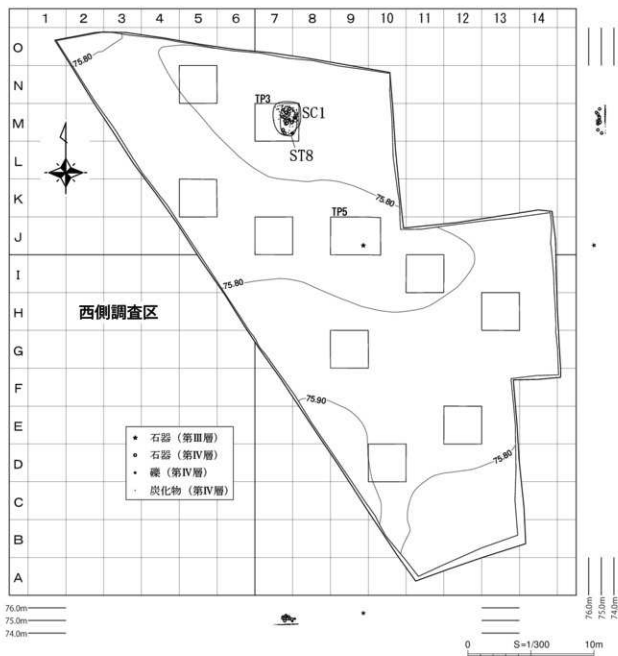 1 2 3 4 5 6 7 8 9 10 11 12 13 14
O
N
M
L
K
J
I
H
G
F
E
D
C
B
A
75.80
TP3
SC1
ST8
75.80
TP5
75.80
西側調査区
75.90
75.80
石器（第Ⅲ層）
石器（第Ⅳ層）
礫（第Ⅳ層）
炭化物（第Ⅳ層）
76.0m
75.0m
74.0m
76.0m
75.0m
74.0m
0 S=1/300 10m